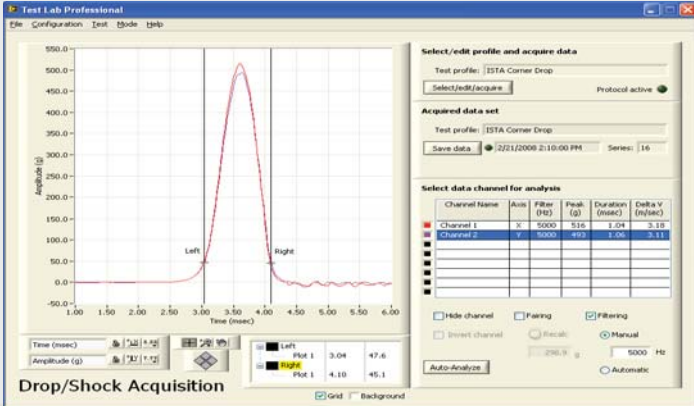 Test Lab Professional
File Configuration Test Mode Help
550.0
500.0
450.0
400.0
350.0
300.0
250.0
200.0
150.0
100.0
50.0
0.0
-50.0
Amplitude (g)
Left
Right
1.00 1.50 2.00 2.50 3.00 3.50 4.00 4.50 5.00 5.50 6.00
Time (msec)
Time (msec)
Amplitude (g)
Left
Plot 1 3.04 47.6
Right
Plot 1 4.10 45.1
Drop/Shock Acquisition
Grid Background
Select/edit profile and acquire data
Test profile: ISTA Corner Drop
Select/edit/acquire Protocol active
Acquired data set
Test profile: ISTA Corner Drop
Save data 2/21/2008 2:10:00 PM Series: 16
Select data channel for analysis
Channel Name Axis Filter (Hz) Peak (g) Duration (msec) Delta V (m/sec)
Channel 1 X 5000 516 1.04 3.18
Channel 2 Y 5000 493 1.06 3.11
Hide channel Pairing Filtering
Invert channel Recalc Manual
g 5000 Hz
Auto-Analyze Automatic